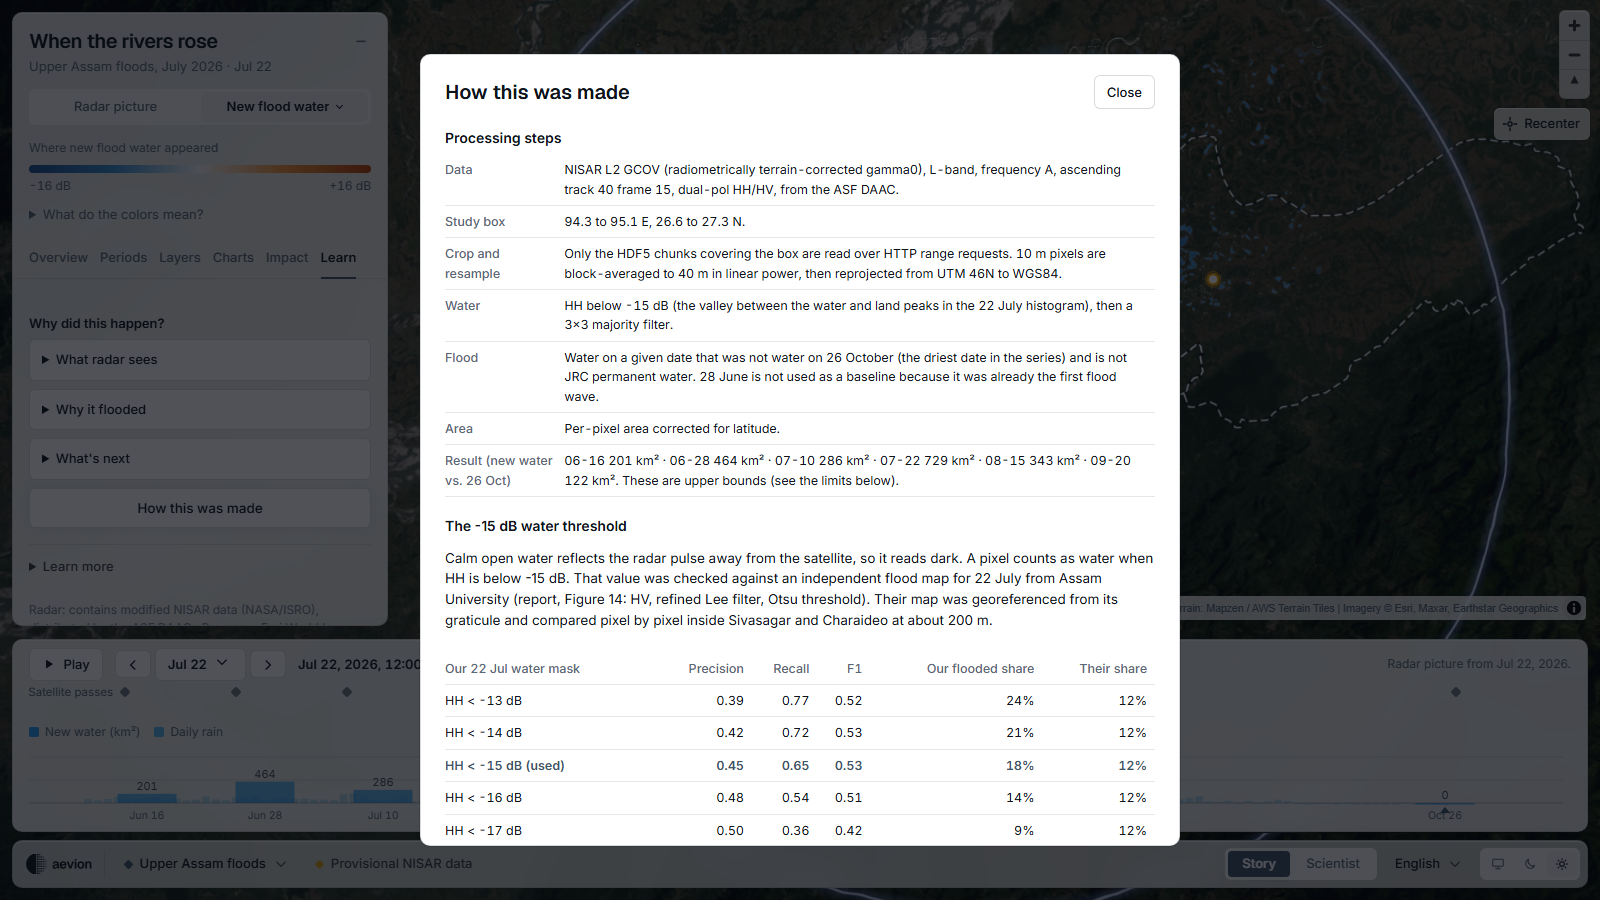 When the rivers rose
Upper Assam floods, July 2026 · Jul 22
Radar picture
New flood water
Where new flood water appeared
-16 dB
+16 dB
What do the colors mean?
Overview
Periods
Layers
Charts
Impact
Learn
Why did this happen?
What radar sees
Why it flooded
What's next
How this was made
Learn more
Radar: contains modified NISAR data (NASA/ISRO),
How this was made
Close
Processing steps
Data
NISAR L2 GCOV (radiometrically terrain-corrected gamma0), L-band, frequency A, ascending
track 40 frame 15, dual-pol HH/HV, from the ASF DAAC.
Study box
94.3 to 95.1 E, 26.6 to 27.3 N.
Crop and
resample
Only the HDF5 chunks covering the box are read over HTTP range requests. 10 m pixels are
block-averaged to 40 m in linear power, then reprojected from UTM 46N to WGS84.
Water
HH below -15 dB (the valley between the water and land peaks in the 22 July histogram), then a
3×3 majority filter.
Flood
Water on a given date that was not water on 26 October (the driest date in the series) and is not
JRC permanent water. 28 June is not used as a baseline because it was already the first flood
wave.
Area
Per-pixel area corrected for latitude.
Result (new water
vs. 26 Oct)
06-16 201 km² · 06-28 464 km² · 07-10 286 km² · 07-22 729 km² · 08-15 343 km² · 09-20
122 km². These are upper bounds (see the limits below).
The -15 dB water threshold
Calm open water reflects the radar pulse away from the satellite, so it reads dark. A pixel counts as water when
HH is below -15 dB. That value was checked against an independent flood map for 22 July from Assam
University (report, Figure 14: HV, refined Lee filter, Otsu threshold). Their map was georeferenced from its
graticule and compared pixel by pixel inside Sivasagar and Charaideo at about 200 m.
Our 22 Jul water mask Precision Recall F1 Our flooded share Their share
HH < -13 dB 0.39 0.77 0.52 24% 12%
HH < -14 dB 0.42 0.72 0.53 21% 12%
HH < -15 dB (used) 0.45 0.65 0.53 18% 12%
HH < -16 dB 0.48 0.54 0.51 14% 12%
HH < -17 dB 0.50 0.36 0.42 9% 12%
Recenter
Terrain: Mapzen / AWS Terrain Tiles | Imagery © Esri, Maxar, Earthstar Geographics
Play
Jul 22
Jul 22, 2026, 12:00
Radar picture from Jul 22, 2026.
Satellite passes
New water (km²)
Daily rain
201
464
286
0
Jun 16
Jun 28
Jul 10
Oct 26
aevion
Upper Assam floods
Provisional NISAR data
Story
Scientist
English